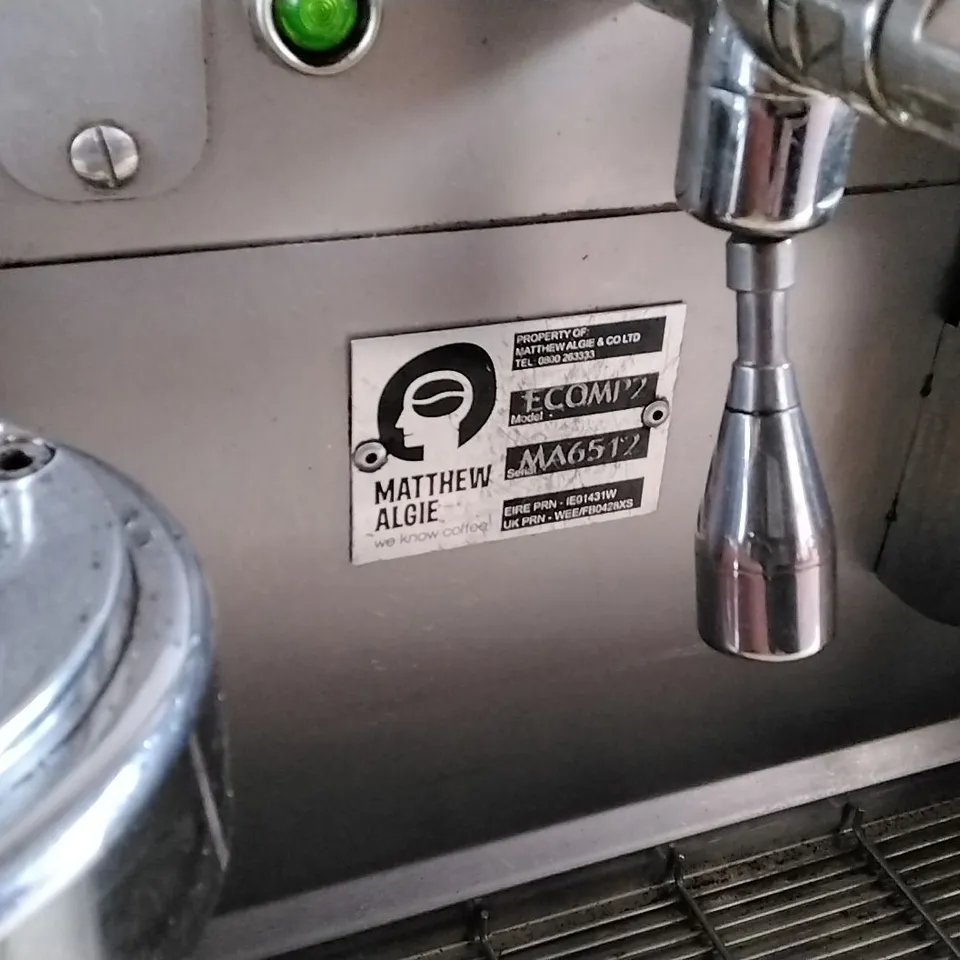 MATTHEW
ALGIE
we know coffee
PROPERTY OF:
MATTHEW ALGIE & CO LTD
TEL: 0800 263333
ECOMP2
Model
MA6512
Serial
EIRE PRN - IE01431W
UK PRN - WEE/FB0428XS